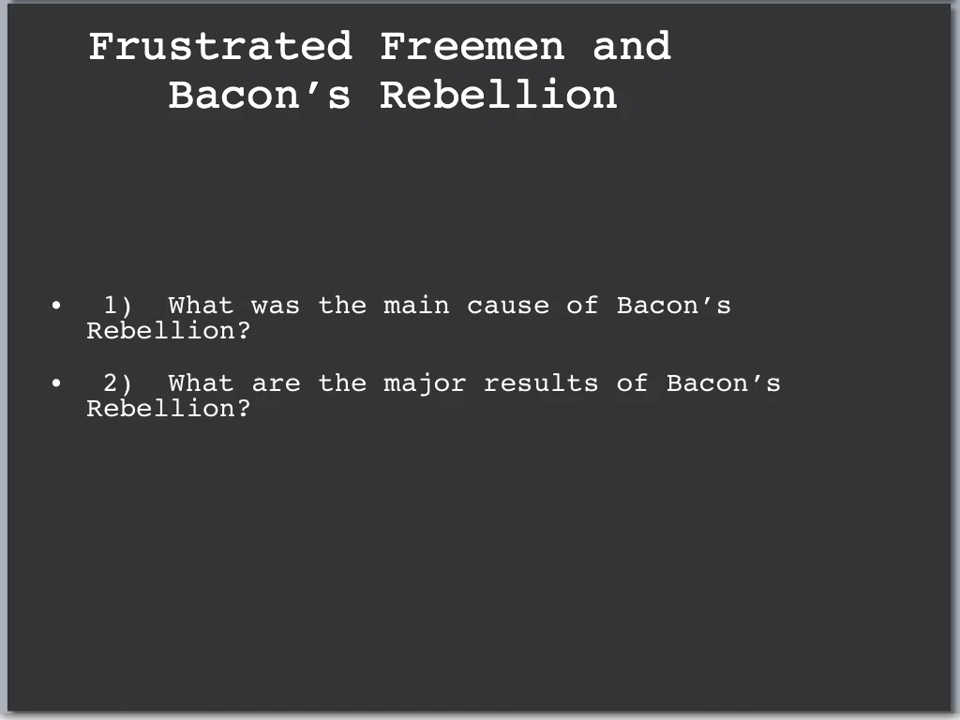 Frustrated Freemen and
Bacon’s Rebellion
• 1) What was the main cause of Bacon’s
Rebellion?
• 2) What are the major results of Bacon’s
Rebellion?